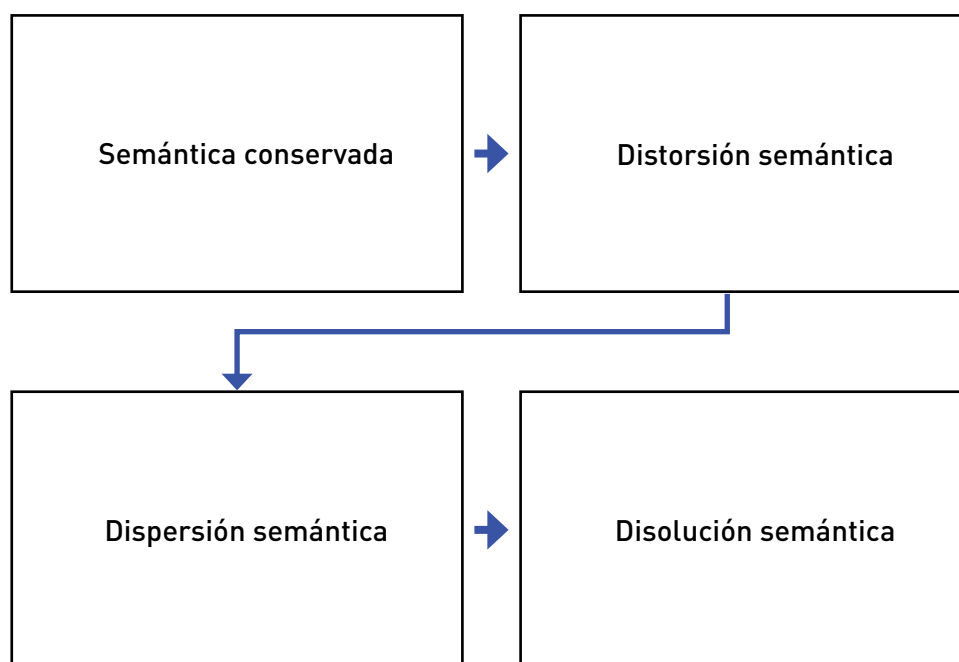 Semántica conservada
Distorsión semántica
Dispersión semántica
Disolución semántica